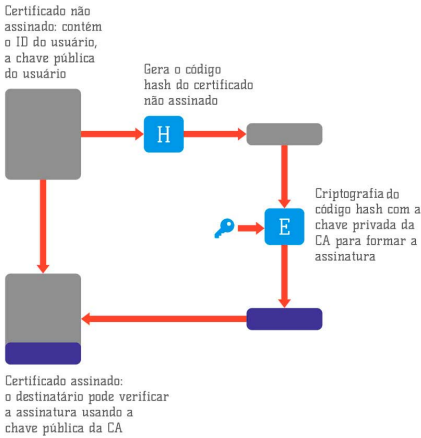 Certificado não
assinado: contém
o ID do usuário,
a chave pública
do usuário
Gera o código
hash do certificado
não assinado
H
Criptografia do
código hash com a
chave privada da
CA para formar a
assinatura
E
Certificado assinado:
o destinatário pode verificar
a assinatura usando a
chave pública da CA